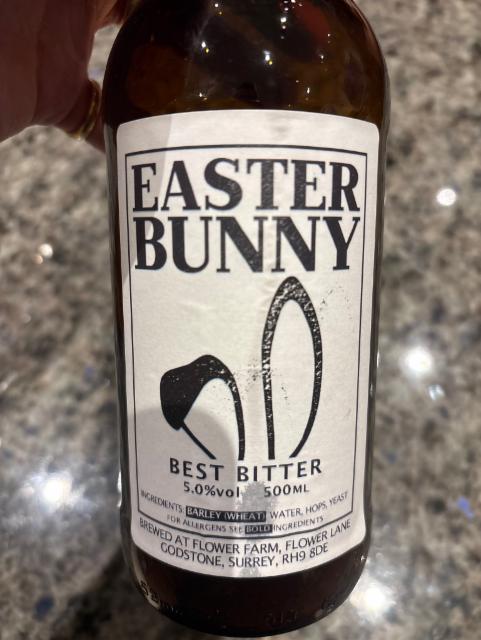 EASTER
BUNNY
BEST BITTER
5.0%vol 500ML
INGREDIENTS: BARLEY (WHEAT) WATER, HOPS, YEAST
FOR ALLERGENS SEE BOLD INGREDIENTS
BREWED AT FLOWER FARM, FLOWER LANE
GODSTONE, SURREY, RH9 8DE